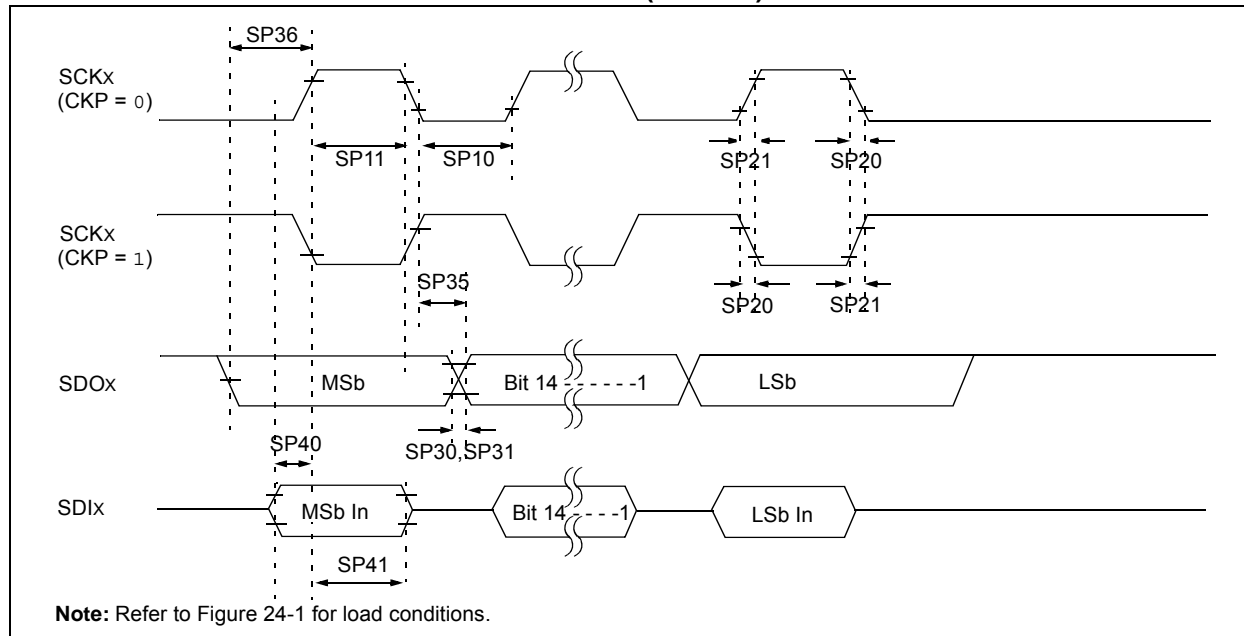 SP36
SCKx
(CKP = 0)
SP11
SP10
SP21
SP20
SCKx
(CKP = 1)
SP35
SP20
SP21
SDOx
MSb
Bit 14 - - - - - -1
LSb
SP40
SP30,SP31
SDIx
MSb In
Bit 14 - - - -1
LSb In
SP41
Note: Refer to Figure 24-1 for load conditions.